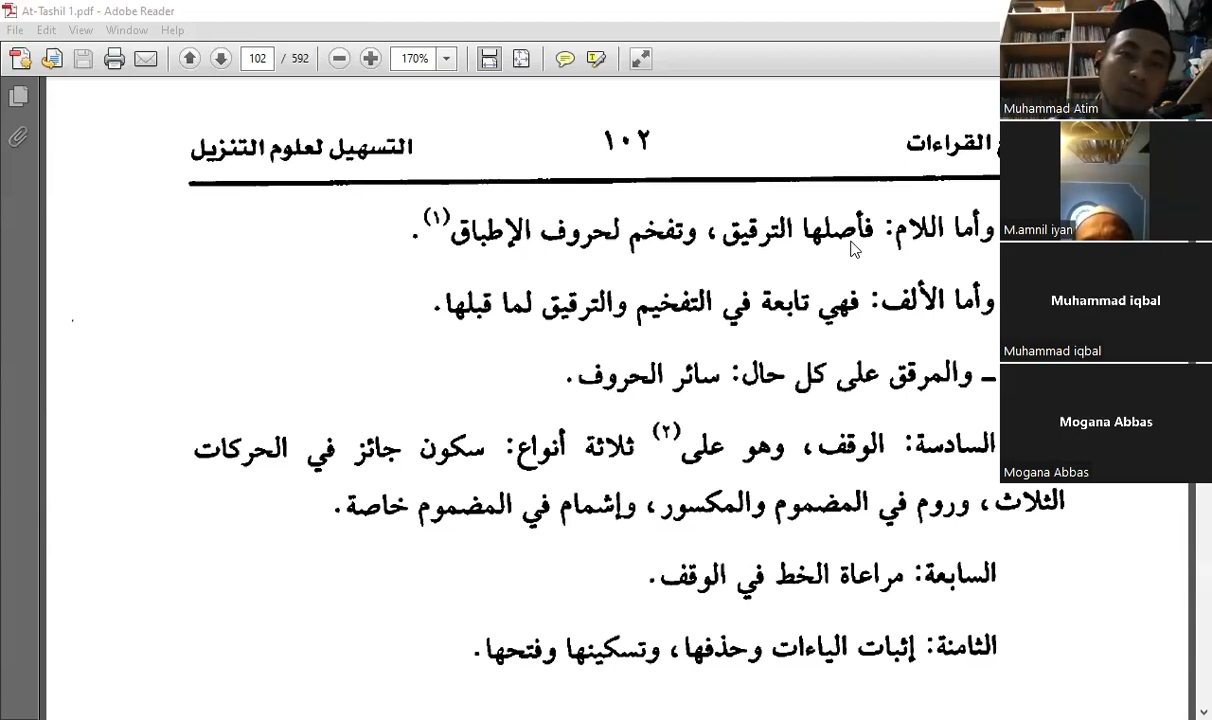 At-Tashil 1.pdf - Adobe Reader
File Edit View Window Help
102 / 592 170%
القراءات ١٠٢ التسهيل لعلوم التنزيل
وأما اللام: فأصلها الترقيق، وتفخم لحروف الإطباق(١).
وأما الألف: فهي تابعة في التفخيم والترقيق لما قبلها.
ـ والمرقق على كل حال: سائر الحروف.
السادسة: الوقف، وهو على(٢) ثلاثة أنواع: سكون جائز في الحركات
الثلاث، وروم في المضموم والمكسور، وإشمام في المضموم خاصة.
السابعة: مراعاة الخط في الوقف.
الثامنة: إثبات الياءات وحذفها، وتسكينها وفتحها.
Muhammad Atim
M.amnil iyan
Muhammad iqbal
Muhammad iqbal
Mogana Abbas
Mogana Abbas